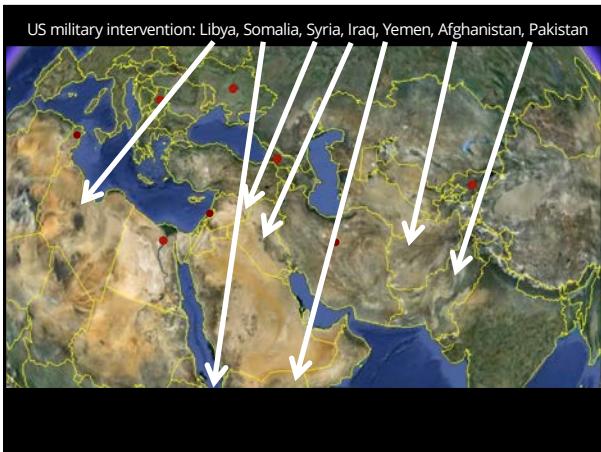 US military intervention: Libya, Somalia, Syria, Iraq, Yemen, Afghanistan, Pakistan